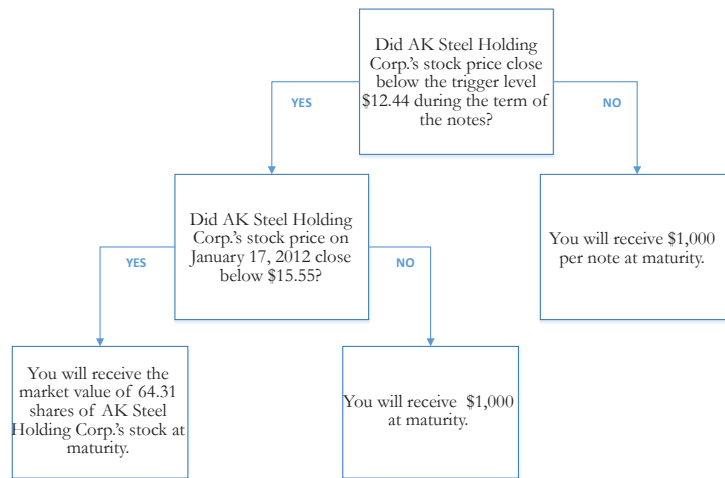 Did AK Steel Holding
Corp.'s stock price close
below the trigger level
$12.44 during the term of
the notes?
YES
NO
Did AK Steel Holding
Corp.'s stock price on
January 17, 2012 close
below $15.55?
You will receive $1,000
per note at maturity.
YES
NO
You will receive the
market value of 64.31
shares of AK Steel
Holding Corp.'s stock at
maturity.
You will receive $1,000
at maturity.